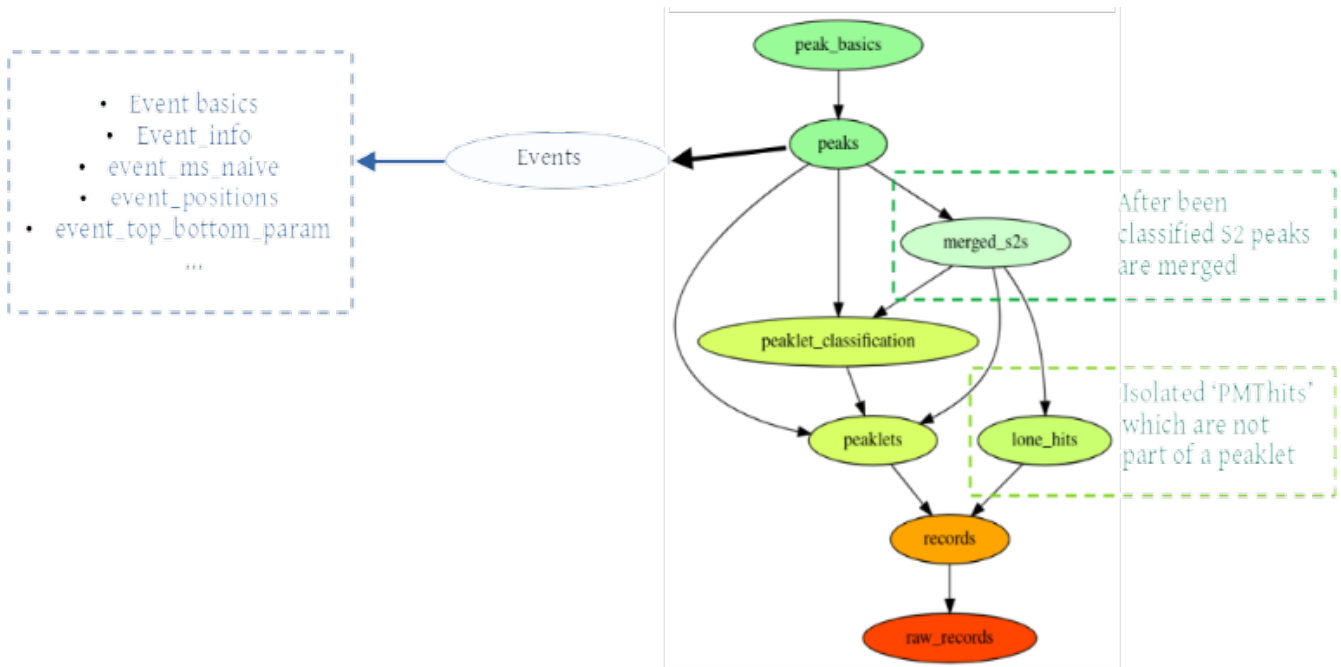 peak_basics
• Event basics
• Event_info
• event_ms_naive
• event_positions
• event_top_bottom_param
...
Events
peaks
After been
classified S2 peaks
are merged
merged_s2s
peaklet_classification
Isolated ‘PMThits’
which are not
part of a peaklet
peaklets
lone_hits
records
raw_records